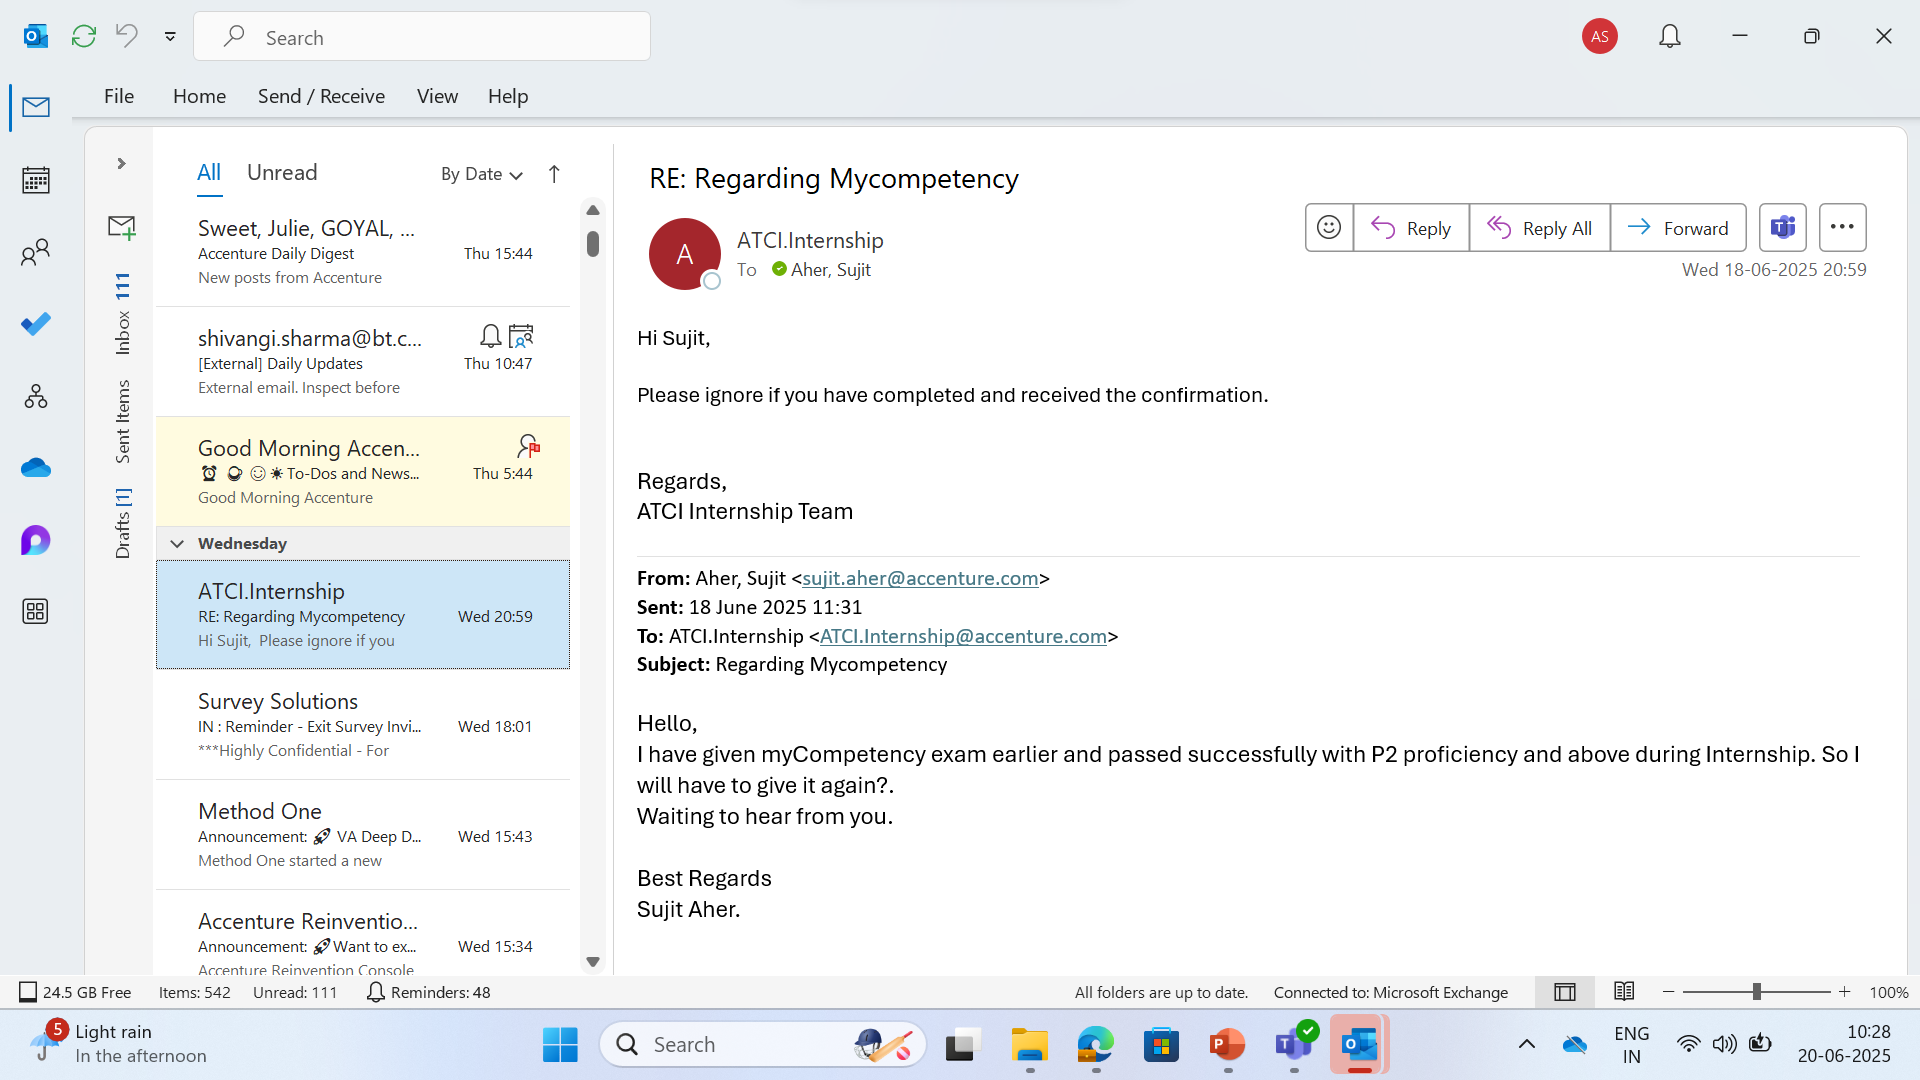 Search
AS
File
Home
Send / Receive
View
Help
All
Unread
By Date
Inbox 111
Sent Items
Drafts [1]
Sweet, Julie, GOYAL, ...
Accenture Daily Digest
Thu 15:44
New posts from Accenture
shivangi.sharma@bt.c...
[External] Daily Updates
Thu 10:47
External email. Inspect before
Good Morning Accen...
To-Dos and News...
Thu 5:44
Good Morning Accenture
Wednesday
ATCI.Internship
RE: Regarding Mycompetency
Wed 20:59
Hi Sujit, Please ignore if you
Survey Solutions
IN : Reminder - Exit Survey Invi...
Wed 18:01
***Highly Confidential - For
Method One
Announcement: 🚀 VA Deep D...
Wed 15:43
Method One started a new
Accenture Reinventio...
Announcement: 🚀Want to ex...
Wed 15:34
Accenture Reinvention Console
RE: Regarding Mycompetency
A
ATCI.Internship
To Aher, Sujit
Reply
Reply All
Forward
Wed 18-06-2025 20:59
Hi Sujit,
Please ignore if you have completed and received the confirmation.
Regards,
ATCI Internship Team
From: Aher, Sujit <sujit.aher@accenture.com>
Sent: 18 June 2025 11:31
To: ATCI.Internship <ATCI.Internship@accenture.com>
Subject: Regarding Mycompetency
Hello,
I have given myCompetency exam earlier and passed successfully with P2 proficiency and above during Internship. So I
will have to give it again?.
Waiting to hear from you.
Best Regards
Sujit Aher.
24.5 GB Free
Items: 542
Unread: 111
Reminders: 48
All folders are up to date.
Connected to: Microsoft Exchange
100%
5
Light rain
In the afternoon
Search
ENG
IN
10:28
20-06-2025